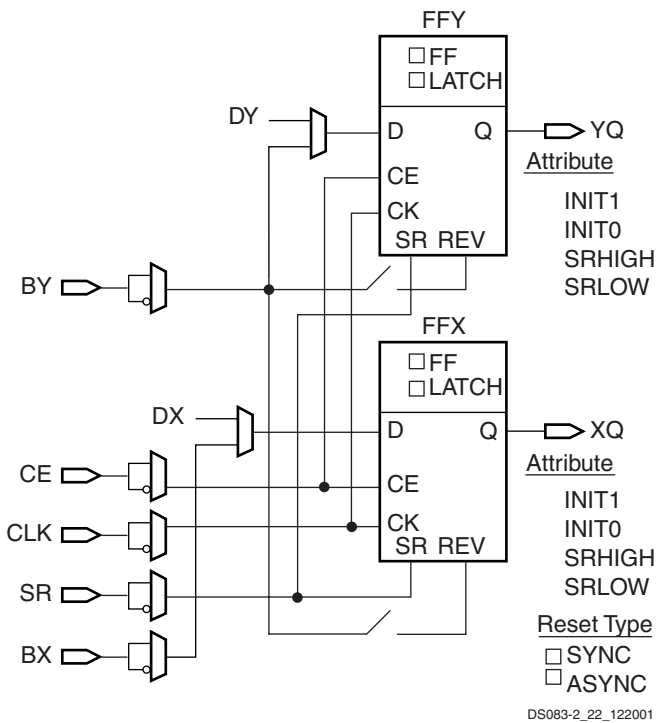 FFY
FF
LATCH
DY
D Q
YQ
Attribute
CE
CK
SR REV
INIT1
INIT0
SRHIGH
SRLOW
BY
FFX
FF
LATCH
DX
D Q
XQ
Attribute
CE
CE
CLK
CK
SR REV
INIT1
INIT0
SRHIGH
SRLOW
SR
BX
Reset Type
SYNC
ASYNC
DS083-2_22_122001